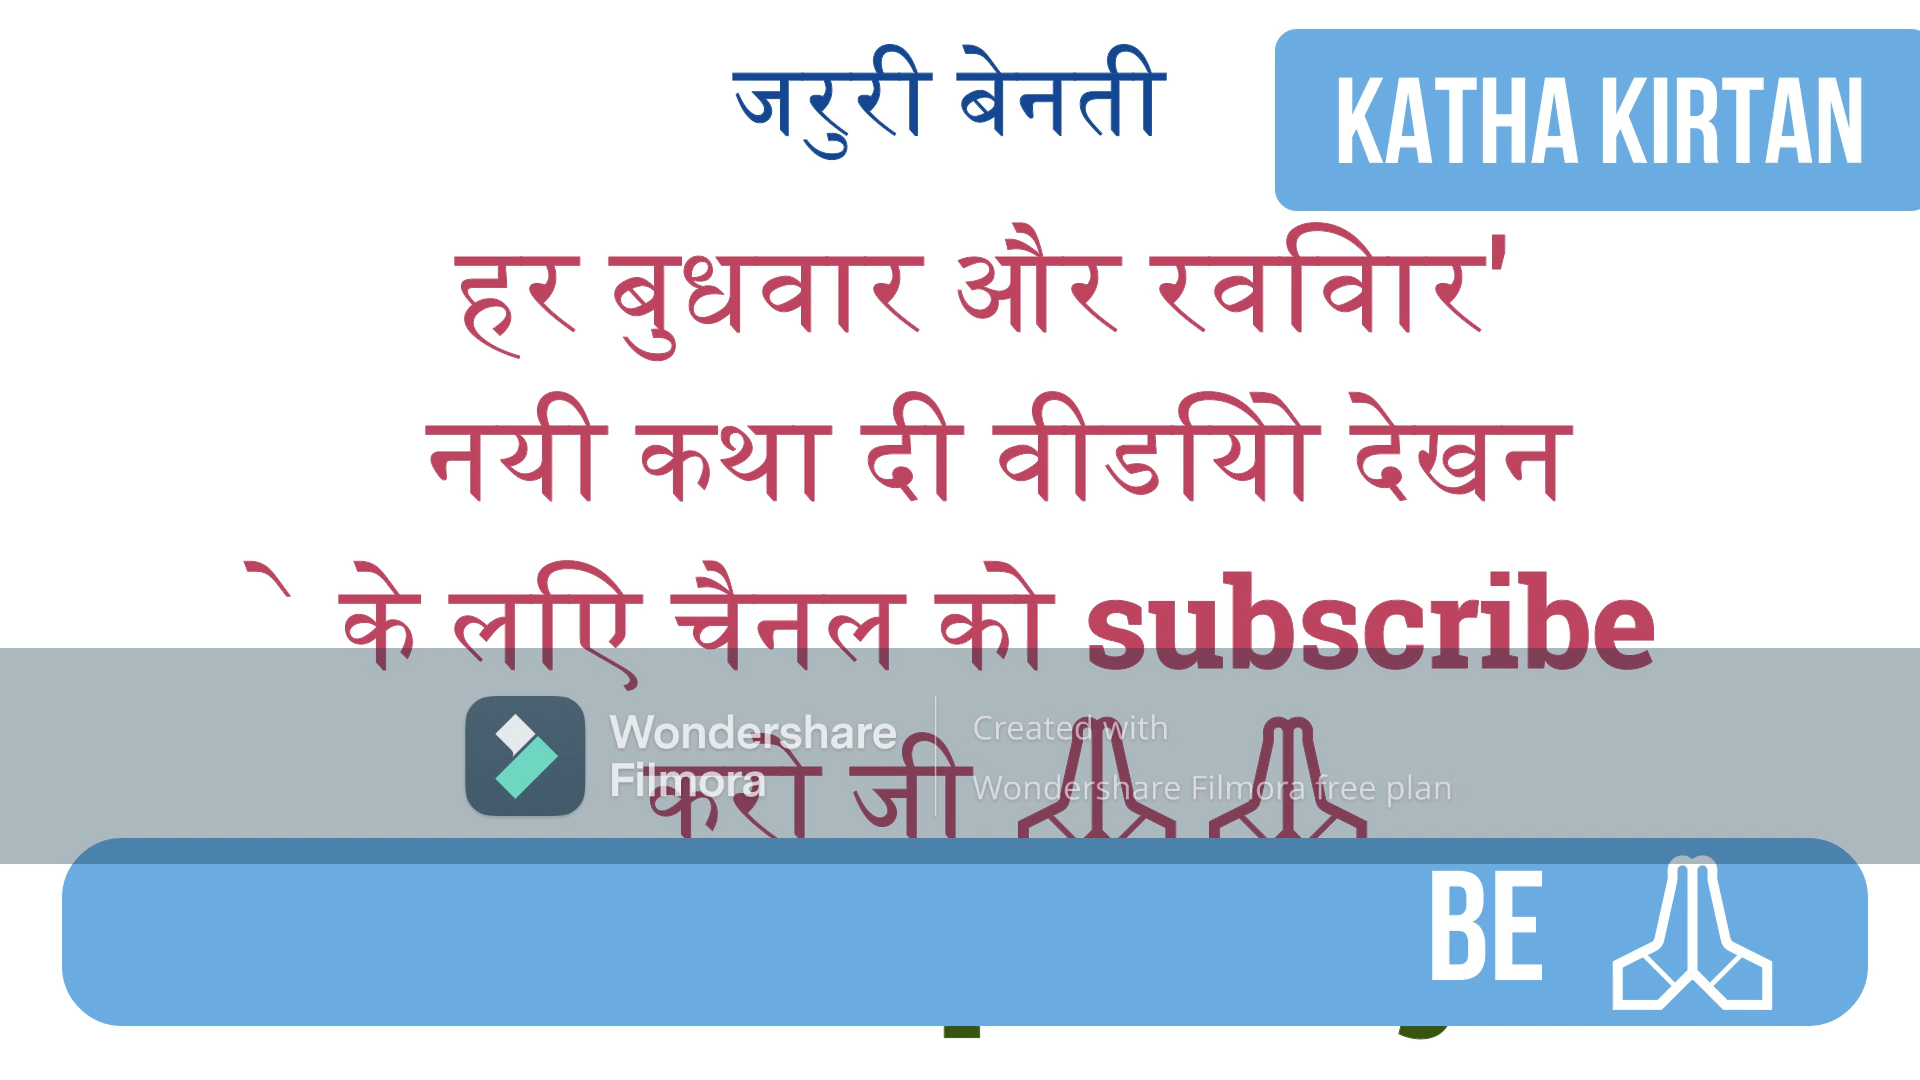 जरुरी बेनती
KATHA KIRTAN
हर बुधवार और रविवार'
नयी कथा दी वीडियो देखन
े के लिए चैनल को subscribe
करो जी 🙏 🙏
Wondershare
Filmora
Created with
Wondershare Filmora free plan
BE 🙏